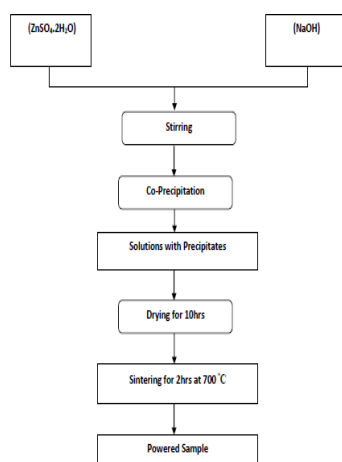 (ZnSO₄.2H₂O)
(NaOH)
Stirring
Co-Precipitation
Solutions with Precipitates
Drying for 10hrs
Sintering for 2hrs at 700 °C
Powered Sample